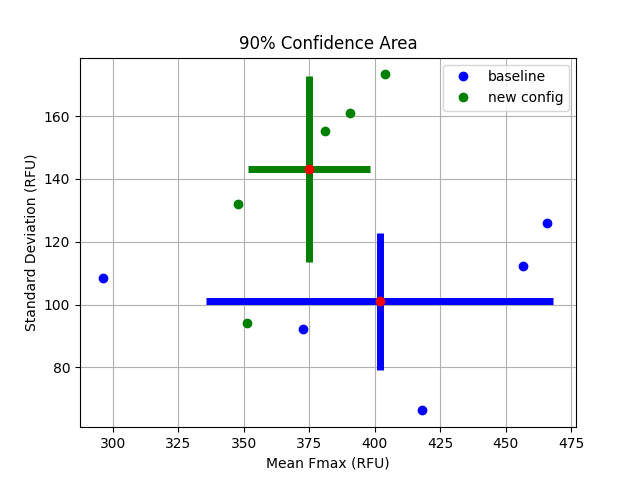 90% Confidence Area
baseline
new config
160
140
120
100
80
Standard Deviation (RFU)
300
325
350
375
400
425
450
475
Mean Fmax (RFU)